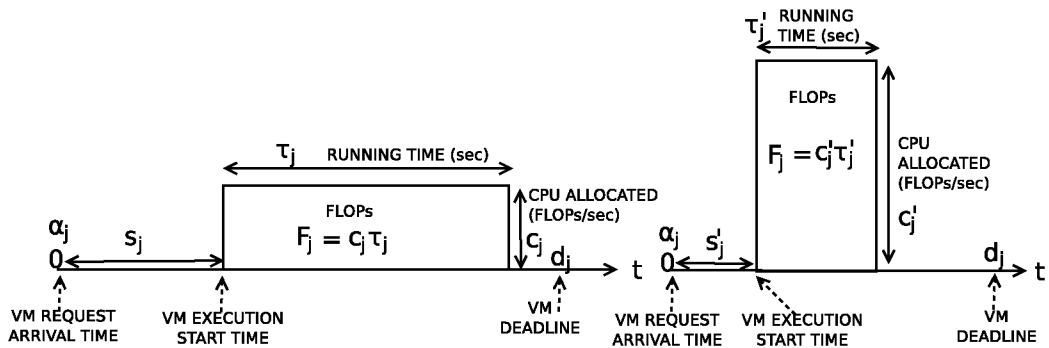 τj RUNNING TIME (sec)
FLOPs
Fj = cj τj
CPU ALLOCATED
(FLOPs/sec)
cj
αj
0
sj
dj
t
VM REQUEST
ARRIVAL TIME
VM EXECUTION
START TIME
VM
DEADLINE
τj' RUNNING
TIME (sec)
FLOPs
Fj = cj'τj'
CPU
ALLOCATED
(FLOPs/sec)
cj'
αj
0
sj'
dj
t
VM REQUEST
ARRIVAL TIME
VM EXECUTION
START TIME
VM
DEADLINE